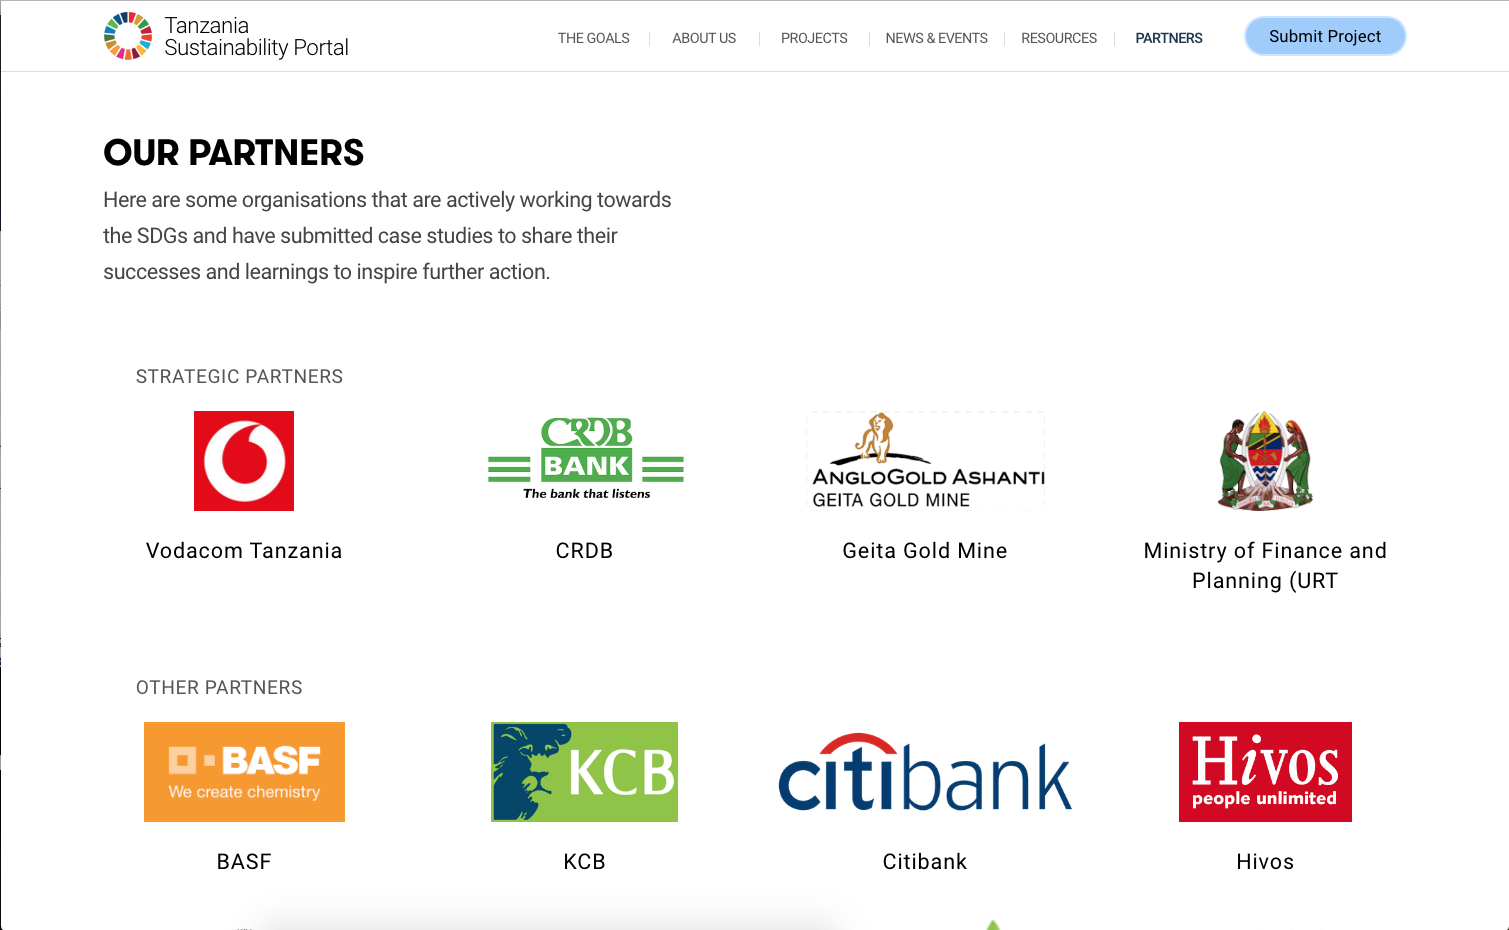 Tanzania
Sustainability Portal
THE GOALS
ABOUT US
PROJECTS
NEWS & EVENTS
RESOURCES
PARTNERS
Submit Project
OUR PARTNERS
Here are some organisations that are actively working towards
the SDGs and have submitted case studies to share their
successes and learnings to inspire further action.
STRATEGIC PARTNERS
CRDB
BANK
The bank that listens
ANGLOGOLD ASHANTI
GEITA GOLD MINE
Vodacom Tanzania
CRDB
Geita Gold Mine
Ministry of Finance and
Planning (URT
OTHER PARTNERS
BASF
We create chemistry
KCB
citibank
Hivos
people unlimited
BASF
KCB
Citibank
Hivos